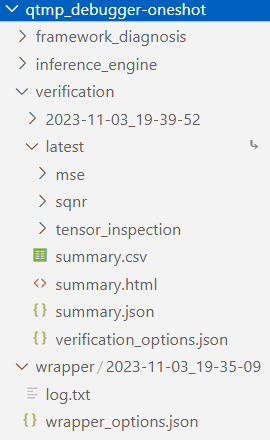 qtmp_debugger-oneshot
framework_diagnosis
inference_engine
verification
2023-11-03_19-39-52
latest
mse
sqnr
tensor_inspection
summary.csv
summary.html
summary.json
verification_options.json
wrapper/2023-11-03_19-35-09
log.txt
wrapper_options.json